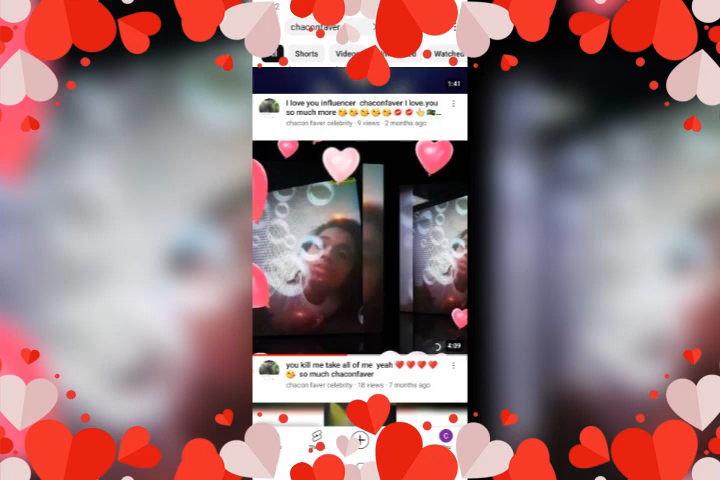 chaconfaver
Shorts
Watched
1:41
I love you influencer chaconfaver I love.you
so much more 😘😘😘😘😘💋💋👆
chacon faver celebrity · 9 views · 2 months ago
4:09
you kill me take all of me yeah ❤️❤️❤️❤️
😘 so much chaconfaver
chacon faver celebrity · 18 views · 7 months ago
C